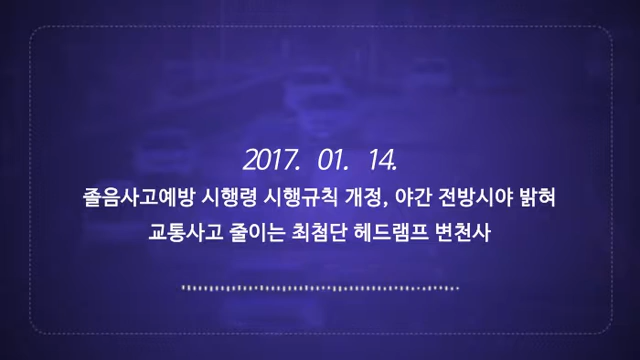 2017. 01. 14.
졸음사고예방 시행령 시행규칙 개정, 야간 전방시야 밝혀
교통사고 줄이는 최첨단 헤드램프 변천사